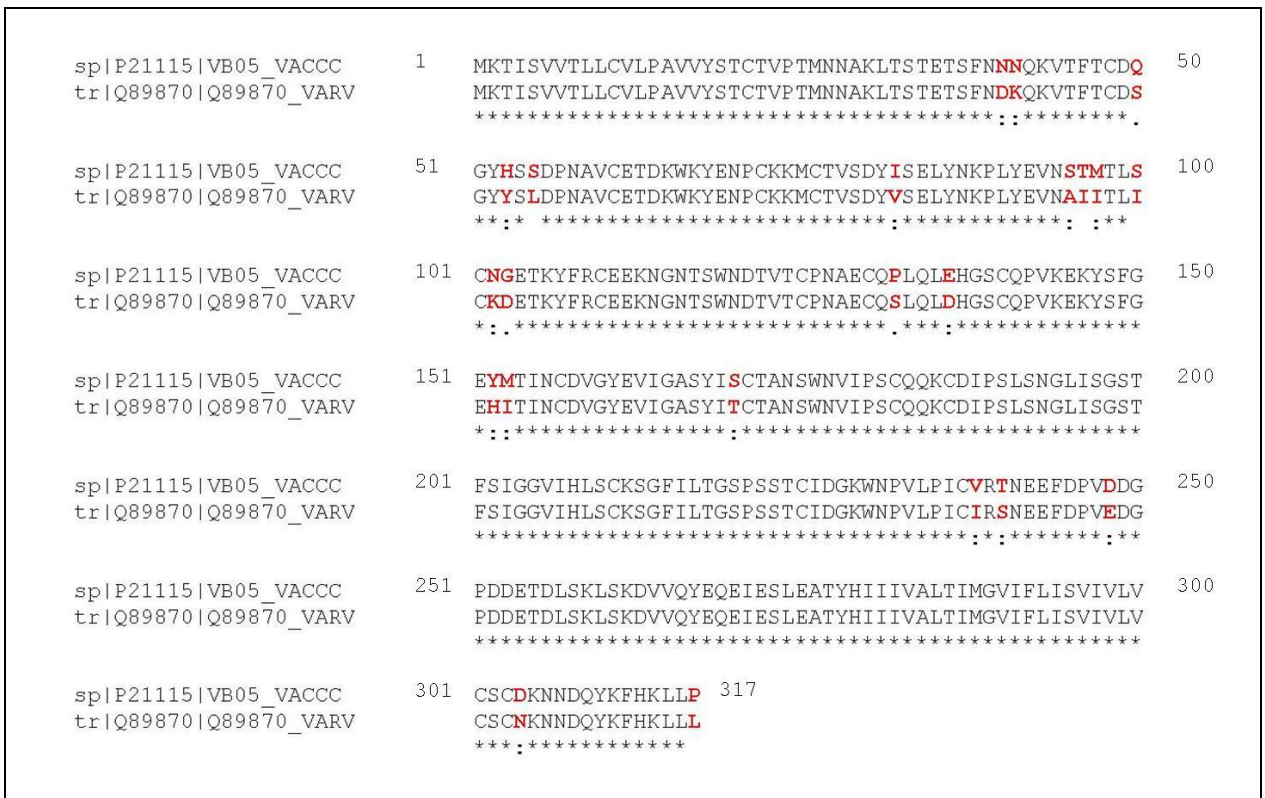 sp|P21115|VB05_VACCC 1 MKTISVVTLLCVLPAVVYSTCTVPTMNNAKLTSTETSFNNNQKVTFTCDQ 50
tr|Q89870|Q89870_VARV MKTISVVTLLCVLPAVVYSTCTVPTMNNAKLTSTETSFNDKQKVTFTCDS
***************************************::********.
sp|P21115|VB05_VACCC 51 GYHSSDPNAVCETDKWKYENPCKKMCTVSDYISELYNKPLYEVNSTMTLS 100
tr|Q89870|Q89870_VARV GYYSLDPNAVCETDKWKYENPCKKMCTVSDYVSELYNKPLYEVNAIITLI
**:* **************************:************: :**
sp|P21115|VB05_VACCC 101 CNGETKYFRCEEKNGNTSWNDTVTCPNAECQPLQLEHGSCQPVKEKYSFG 150
tr|Q89870|Q89870_VARV CKDETKYFRCEEKNGNTSWNDTVTCPNAECQSLQLDHGSCQPVKEKYSFG
*:.****************************.***:**************
sp|P21115|VB05_VACCC 151 EYMTINCDVGYEVIGASYISCTANSWNVIPSCQQKCDIPSLSNGLISGST 200
tr|Q89870|Q89870_VARV EHITINCDVGYEVIGASYITCTANSWNVIPSCQQKCDIPSLSNGLISGST
*::****************:******************************
sp|P21115|VB05_VACCC 201 FSIGGVIHLSCKSGFILTGSPSSTCIDGKWNPVLPICVRTNEEFDPVDDG 250
tr|Q89870|Q89870_VARV FSIGGVIHLSCKSGFILTGSPSSTCIDGKWNPVLPICIRSNEEFDPVEDG
*************************************:*:*******:**
sp|P21115|VB05_VACCC 251 PDDETDLSKLSKDVVQYEQEIESLEATYHIIIVALTIMGVIFLISVIVLV 300
tr|Q89870|Q89870_VARV PDDETDLSKLSKDVVQYEQEIESLEATYHIIIVALTIMGVIFLISVIVLV
**************************************************
sp|P21115|VB05_VACCC 301 CSCDKNNDQYKFHKLLP 317
tr|Q89870|Q89870_VARV CSCNKNNDQYKFHKLLL
***:************